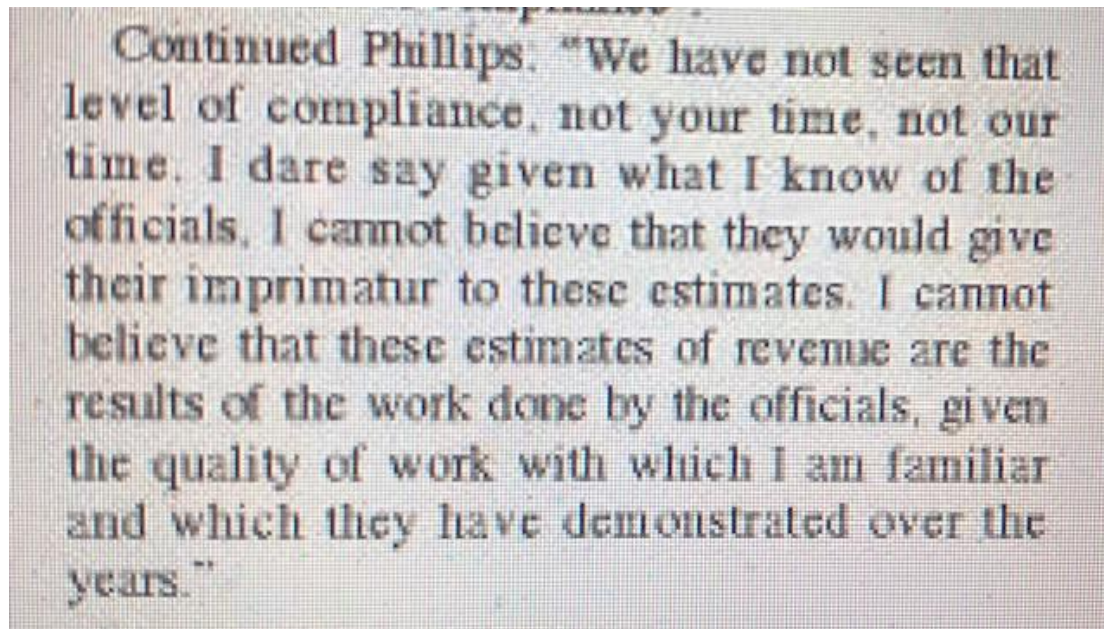 Continued Phillips: "We have not seen that
level of compliance, not your time, not our
time. I dare say given what I know of the
officials, I cannot believe that they would give
their imprimatur to these estimates. I cannot
believe that these estimates of revenue are the
results of the work done by the officials, given
the quality of work with which I am familiar
and which they have demonstrated over the
years."